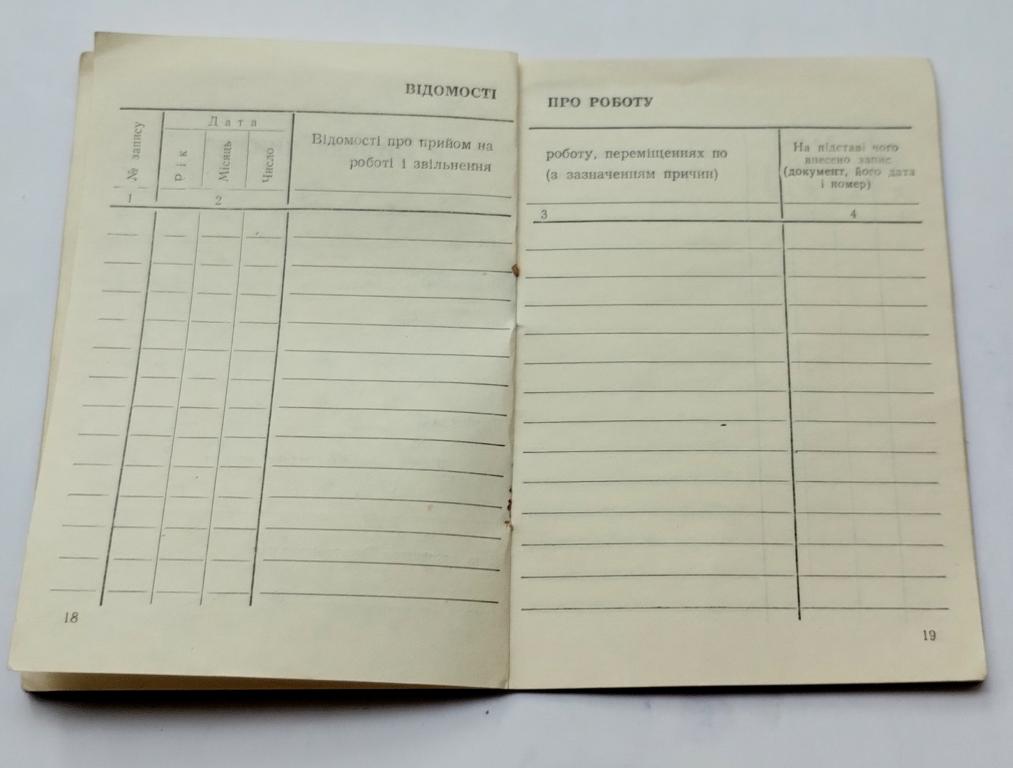 ВІДОМОСТІ
№ запису
Дата
Рік
Місяць
Число
Відомості про прийом на
роботі і звільнення
1
2
18
ПРО РОБОТУ
роботу, переміщеннях по
(з зазначенням причин)
На підставі чого
внесено запис
(документ, його дата
і номер)
3
4
19